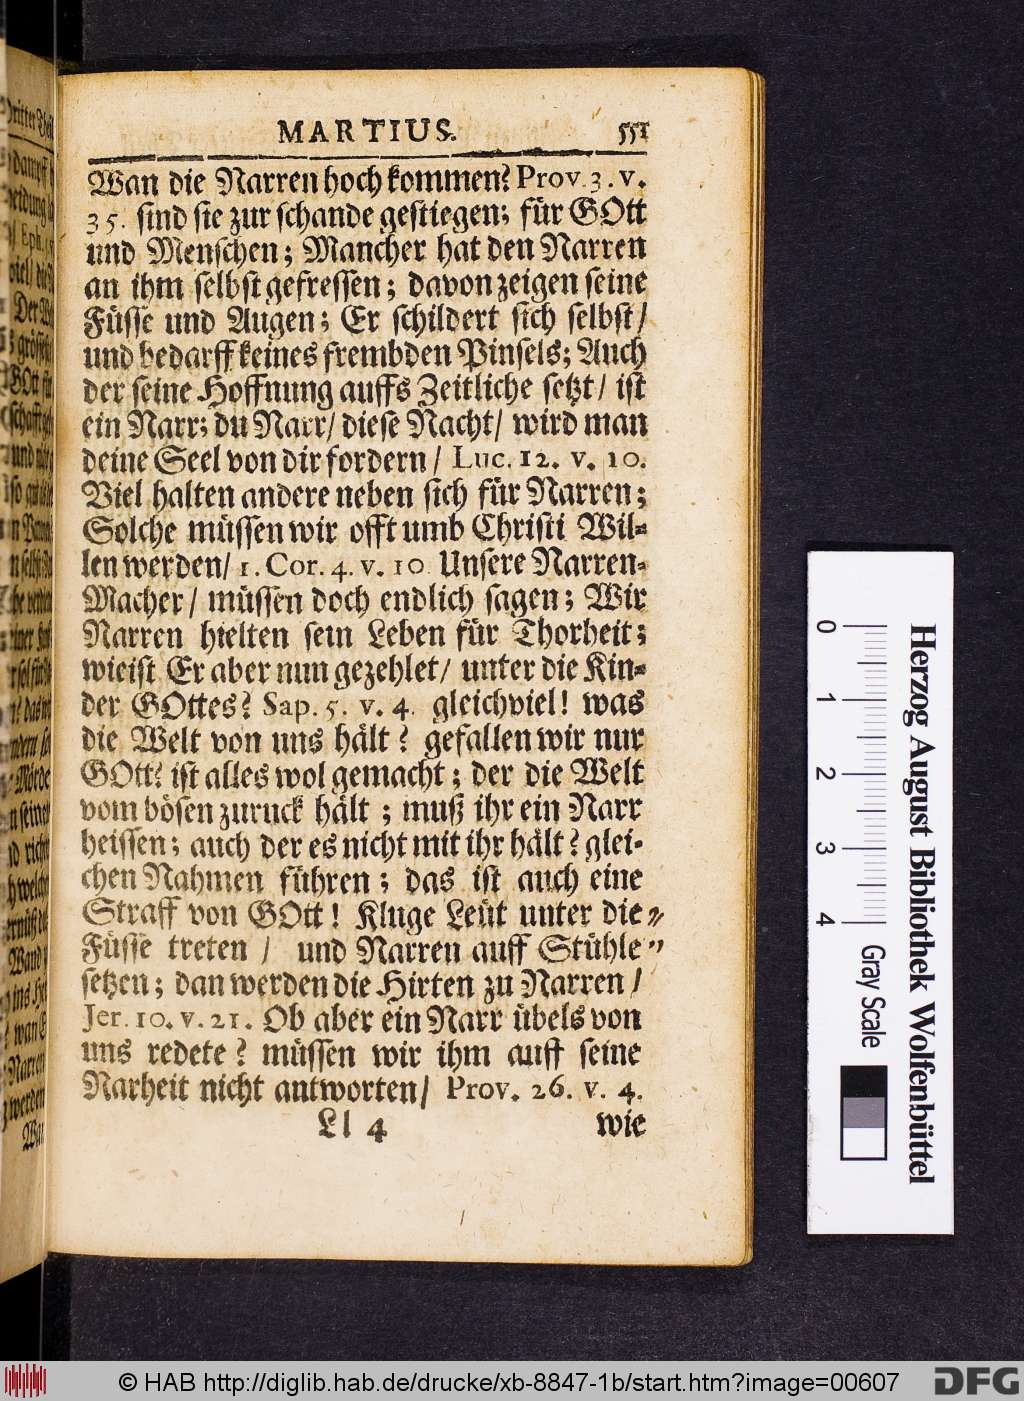 MARTIUS. 551
Wan die Narren hoch kommen? Prov. 3. v.
35. sind sie zur schande gestiegen; für GOtt
und Menschen; Mancher hat den Narren
an ihm selbst gefressen; davon zeigen seine
Füsse und Augen; Er schildert sich selbst/
und bedarff keines frembden Pinsels; Auch
der seine Hoffnung auffs Zeitliche setzt/ ist
ein Narr; du Narr/ diese Nacht/ wird man
deine Seel von dir fordern/ Luc. 12. v. 10.
Viel halten andere neben sich für Narren;
Solche müssen wir offt umb Christi Wil-
len werden/ 1. Cor. 4. v. 10. Unsere Narren-
Macher/ müssen doch endlich sagen; Wir
Narren hielten sein Leben für Thorheit;
wie ist Er aber nun gezehlet/ unter die Kin-
der GOttes? Sap. 5. v. 4. gleichviel! was
die Welt von uns hält? gefallen wir nur
GOtt? ist alles wol gemacht; der die Welt
vom bösen zuruck hält; muß ihr ein Narr
heissen; auch der es nicht mit ihr hält? glei-
chen Nahmen führen; das ist auch eine
Straff von GOtt! Kluge Leüt unter die „
Füsse treten/ und Narren auff Stühle „
setzen; dan werden die Hirten zu Narren/
Jer. 10. v. 21. Ob aber ein Narr übels von
uns redete? müssen wir ihm auff seine
Narheit nicht antworten/ Prov. 26. v. 4.
Ll 4 wie
Herzog August Bibliothek Wolfenbüttel
0 1 2 3 4
Gray Scale
© HAB http://diglib.hab.de/drucke/xb-8847-1b/start.htm?image=00607
DFG